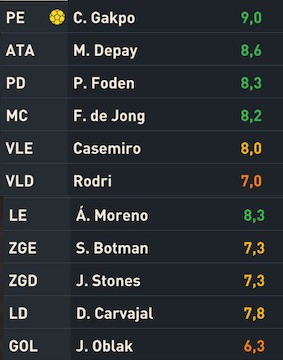 PE C. Gakpo 9,0
ATA M. Depay 8,6
PD P. Foden 8,3
MC F. de Jong 8,2
VLE Casemiro 8,0
VLD Rodri 7,0
LE Á. Moreno 8,3
ZGE S. Botman 7,3
ZGD J. Stones 7,3
LD D. Carvajal 7,8
GOL J. Oblak 6,3